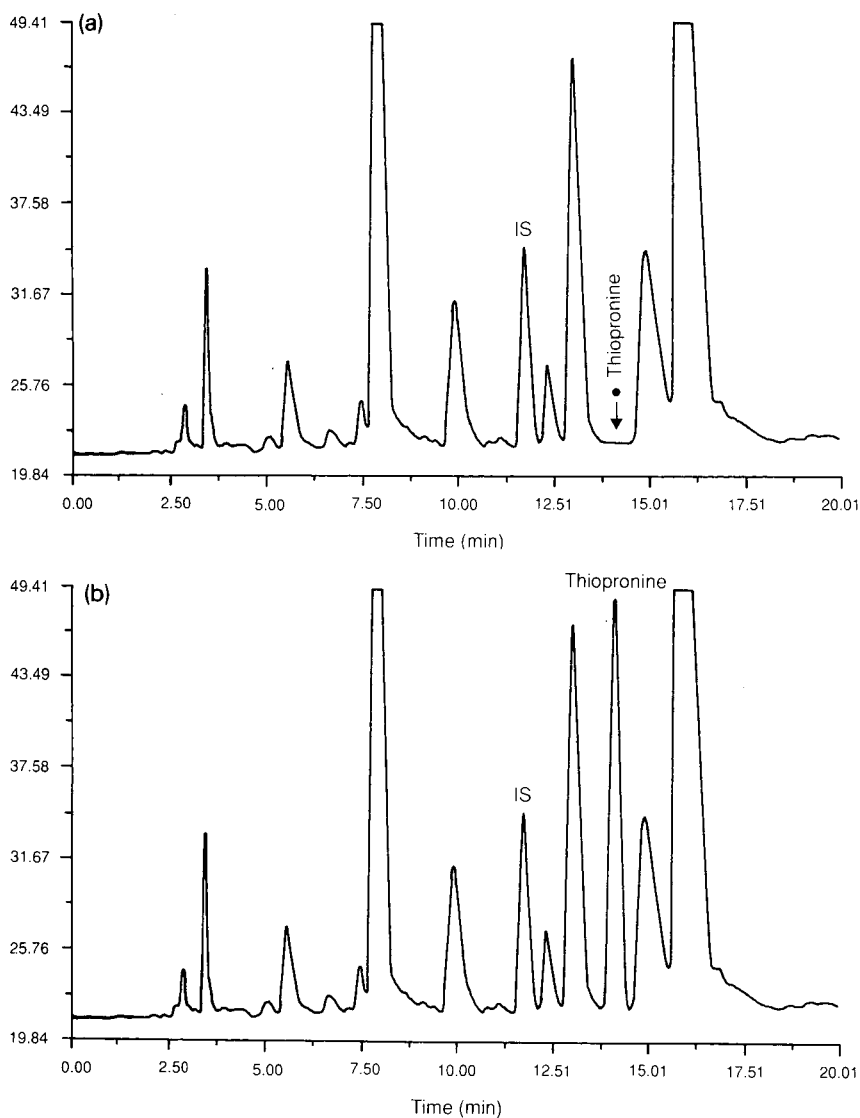 (a)
49.41
43.49
37.58
31.67
25.76
19.84
IS
Thiopronine
0.00 2.50 5.00 7.50 10.00 12.51 15.01 17.51 20.01
Time (min)
(b)
Thiopronine
49.41
43.49
37.58
31.67
25.76
19.84
IS
0.00 2.50 5.00 7.50 10.00 12.51 15.01 17.51 20.01
Time (min)